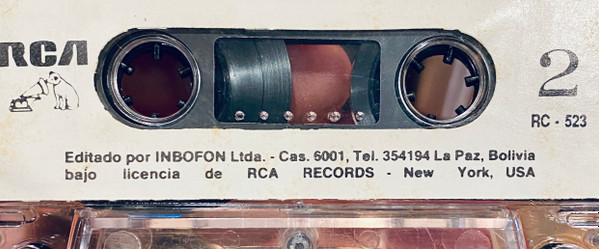 RCA
2
RC - 523
Editado por INBOFON Ltda. - Cas. 6001, Tel. 354194 La Paz, Bolivia
bajo licencia de RCA RECORDS - New York, USA